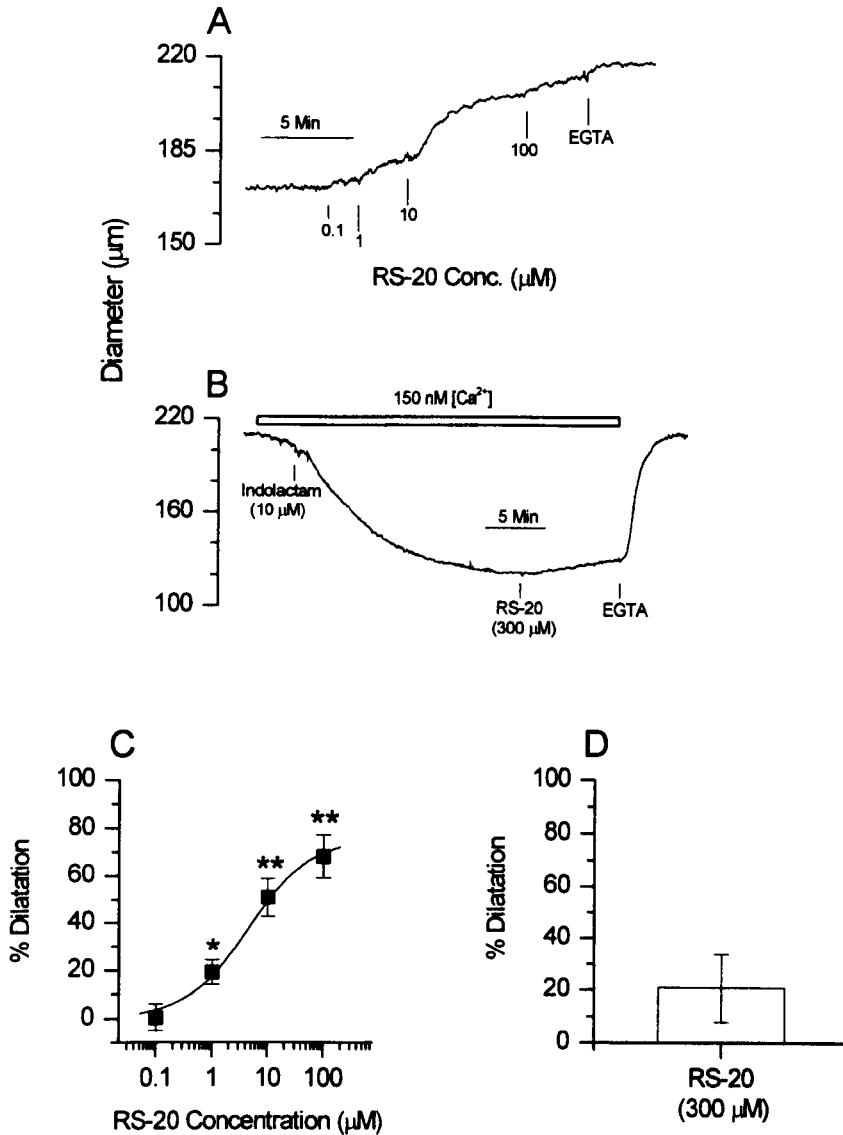 A
220
185
150
5 Min
0.1
1
10
100
EGTA
RS-20 Conc. (µM)
Diameter (µm)
B
220
160
100
150 nM [Ca²⁺]
Indolactam
(10 µM)
5 Min
RS-20
(300 µM)
EGTA
C
100
80
60
40
20
0
% Dilatation
*
**
**
0.1 1 10 100
RS-20 Concentration (µM)
D
100
80
60
40
20
0
% Dilatation
RS-20
(300 µM)